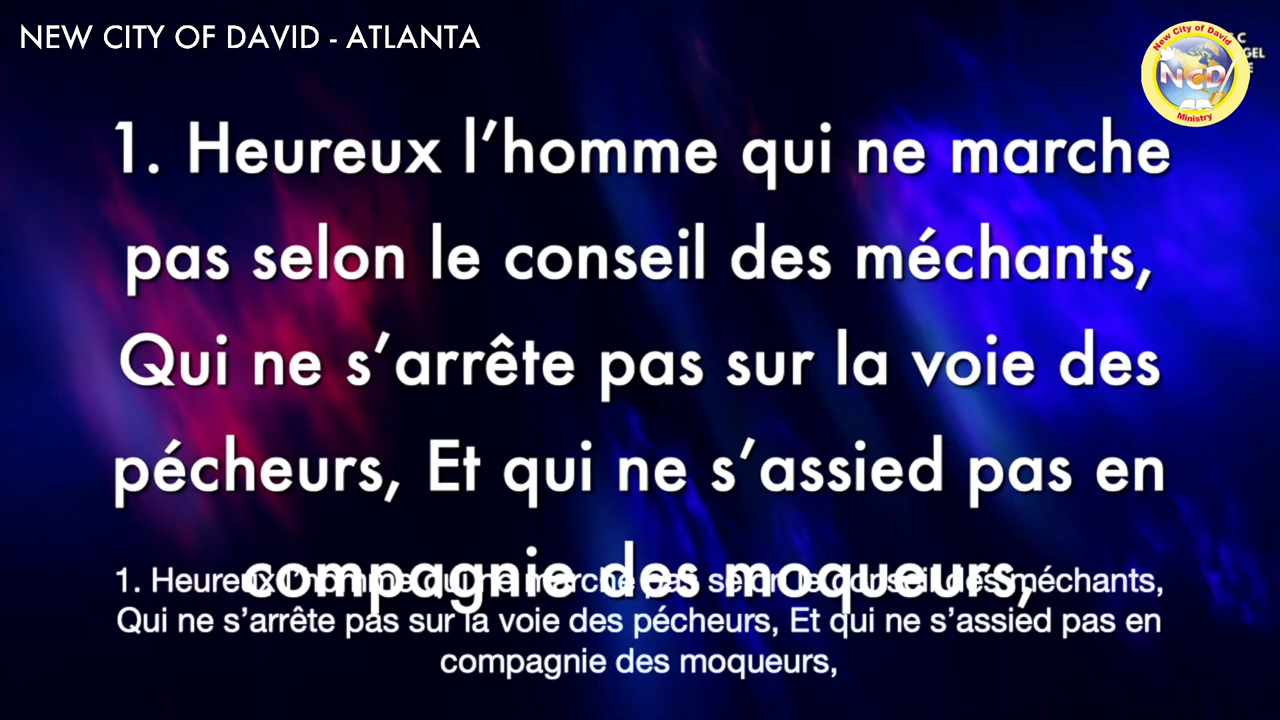 NEW CITY OF DAVID - ATLANTA
New City of David
NCD
Ministry
1. Heureux l’homme qui ne marche
pas selon le conseil des méchants,
Qui ne s’arrête pas sur la voie des
pécheurs, Et qui ne s’assied pas en
compagnie des moqueurs,
1. Heureux l’homme qui ne marche pas selon le conseil des méchants,
Qui ne s’arrête pas sur la voie des pécheurs, Et qui ne s’assied pas en
compagnie des moqueurs,